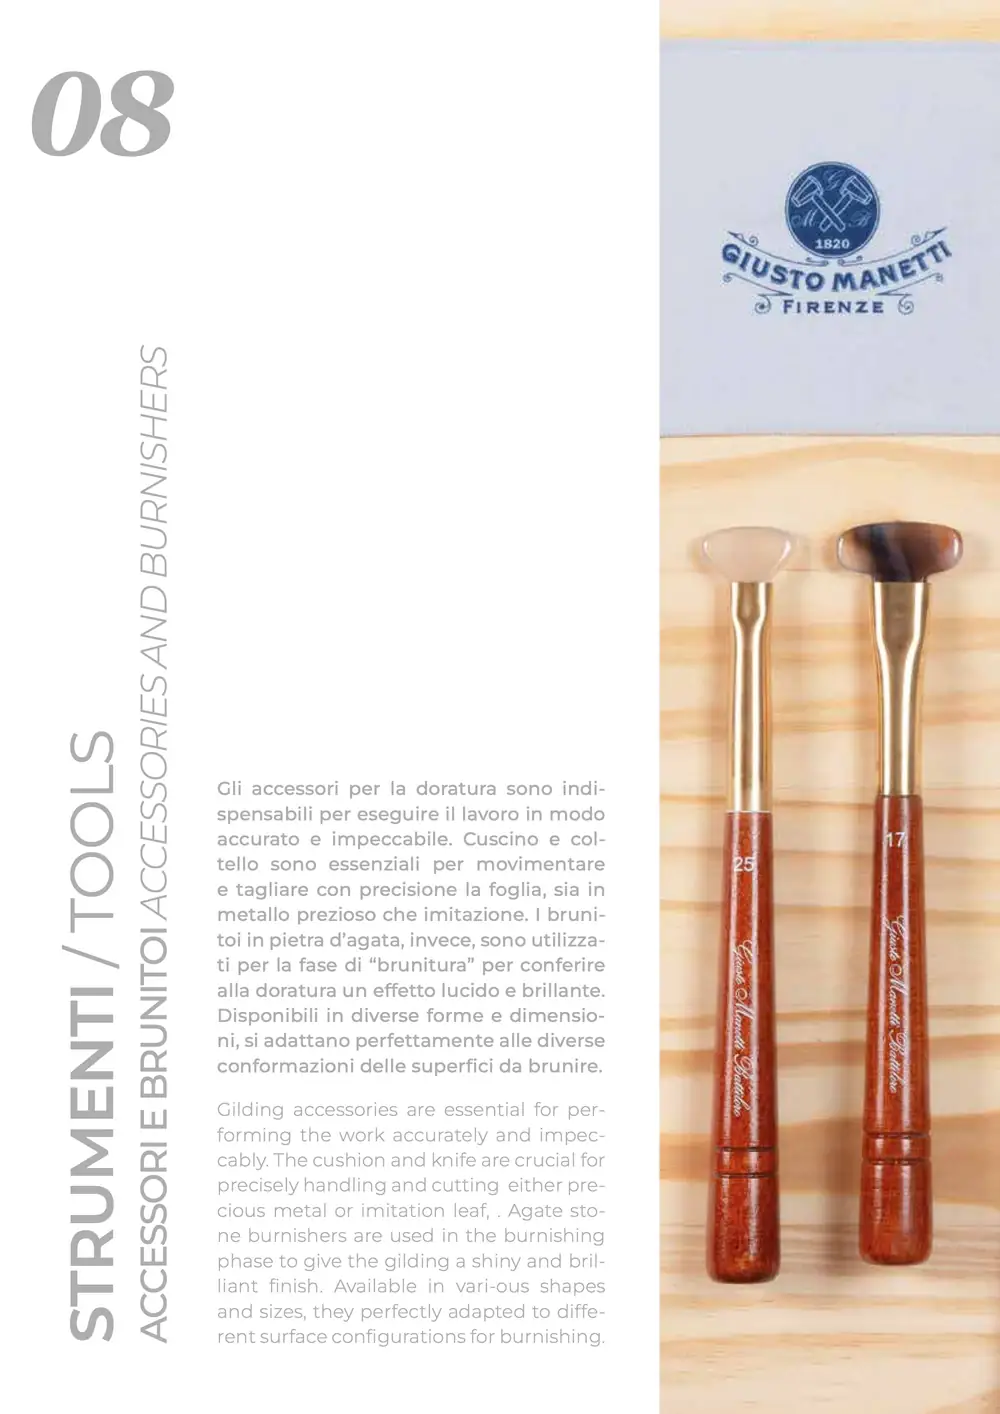 08
STRUMENTI / TOOLS
ACCESSORI E BRUNITOI ACCESSORIES AND BURNISHERS
Gli accessori per la doratura sono indi-
spensabili per eseguire il lavoro in modo
accurato e impeccabile. Cuscino e col-
tello sono essenziali per movimentare
e tagliare con precisione la foglia, sia in
metallo prezioso che imitazione. I bruni-
toi in pietra d’agata, invece, sono utilizza-
ti per la fase di “brunitura” per conferire
alla doratura un effetto lucido e brillante.
Disponibili in diverse forme e dimensio-
ni, si adattano perfettamente alle diverse
conformazioni delle superfici da brunire.
Gilding accessories are essential for per-
forming the work accurately and impec-
cably. The cushion and knife are crucial for
precisely handling and cutting either pre-
cious metal or imitation leaf, . Agate sto-
ne burnishers are used in the burnishing
phase to give the gilding a shiny and bril-
liant finish. Available in vari-ous shapes
and sizes, they perfectly adapted to diffe-
rent surface configurations for burnishing.
G
M B
1820
GIUSTO MANETTI
FIRENZE
25
Giusto Manetti Battiloro
17
Giusto Manetti Battiloro